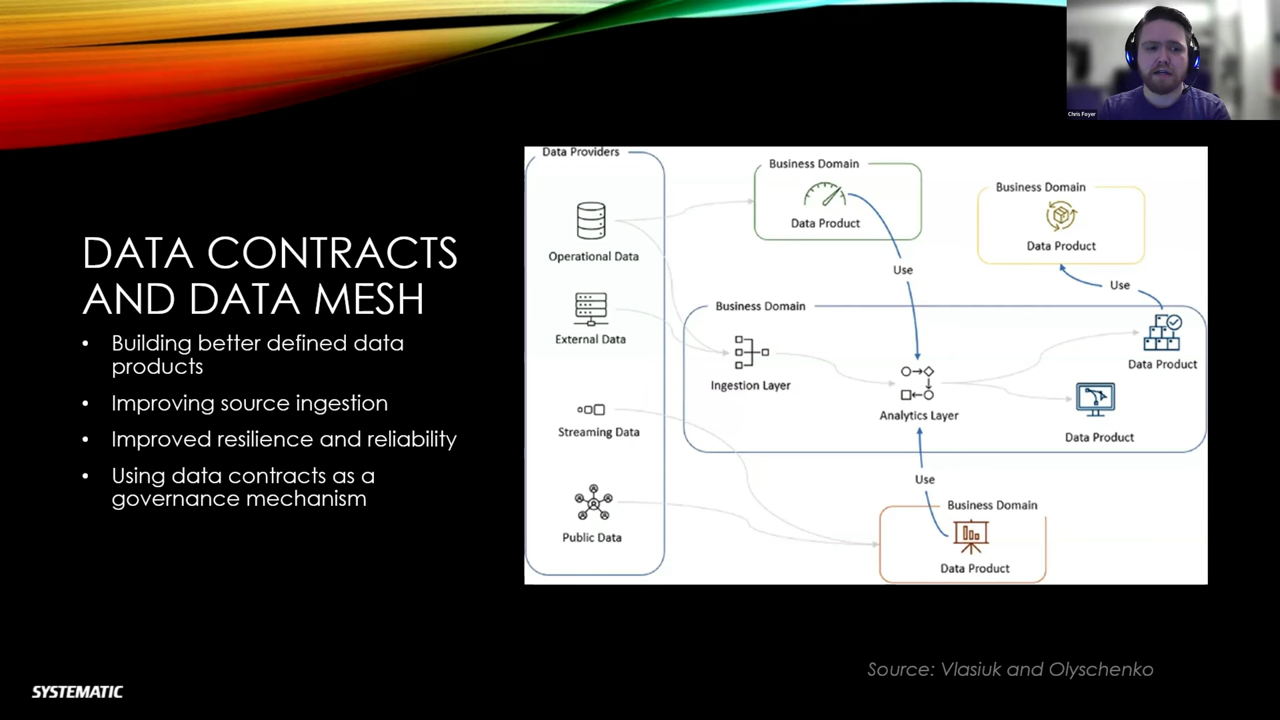 Chris Foyer
DATA CONTRACTS
AND DATA MESH
• Building better defined data
products
• Improving source ingestion
• Improved resilience and reliability
• Using data contracts as a
governance mechanism
Data Providers
Operational Data
External Data
Streaming Data
Public Data
Business Domain
Data Product
Use
Business Domain
Data Product
Use
Business Domain
Ingestion Layer
Analytics Layer
Data Product
Data Product
Use
Business Domain
Data Product
Source: Vlasiuk and Olyschenko
SYSTEMATIC